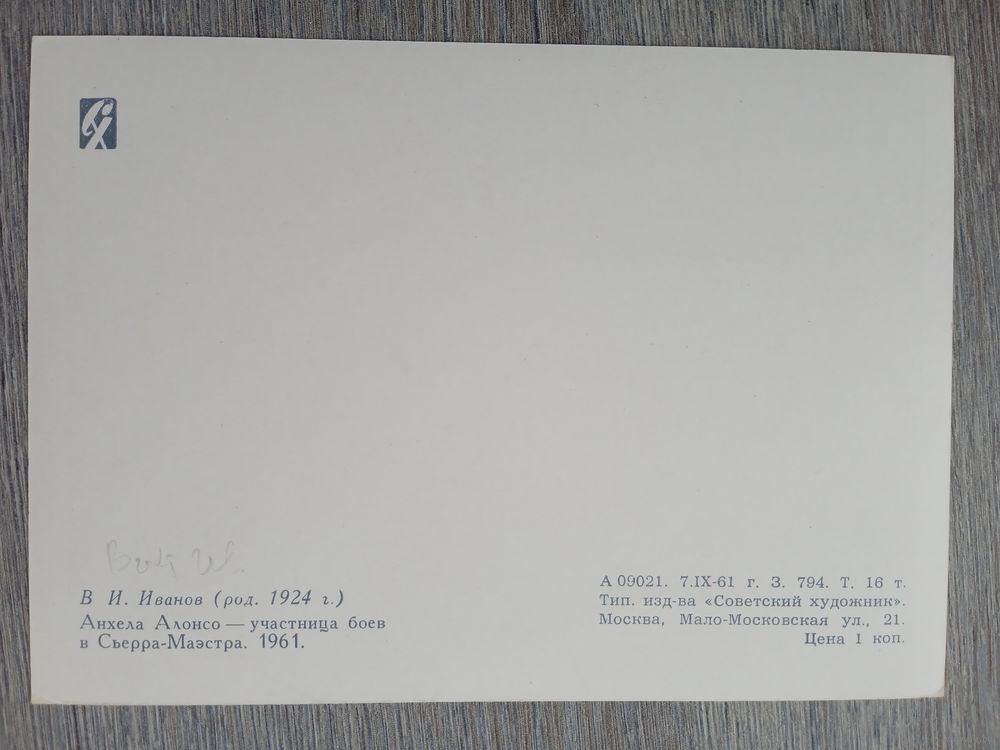 СХ
В И. Иванов (род. 1924 г.)
Анхела Алонсо — участница боев
в Сьерра-Маэстра. 1961.
А 09021. 7.IX-61 г. З. 794. Т. 16 т.
Тип. изд-ва «Советский художник».
Москва, Мало-Московская ул., 21.
Цена 1 коп.